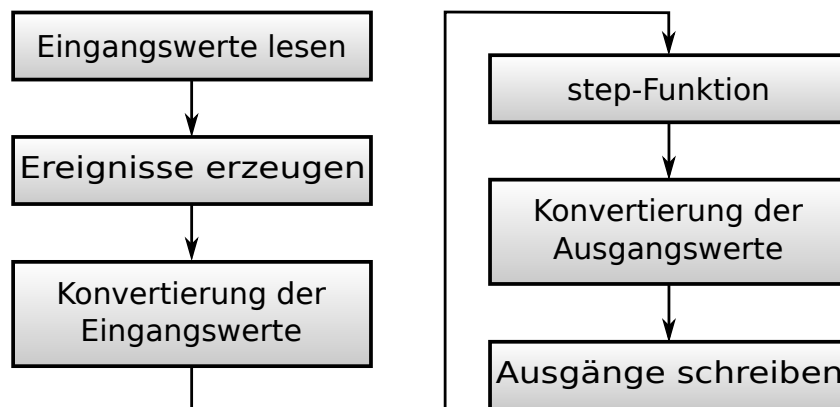 Eingangswerte lesen
Ereignisse erzeugen
Konvertierung der
Eingangswerte
step-Funktion
Konvertierung der
Ausgangswerte
Ausgänge schreiben